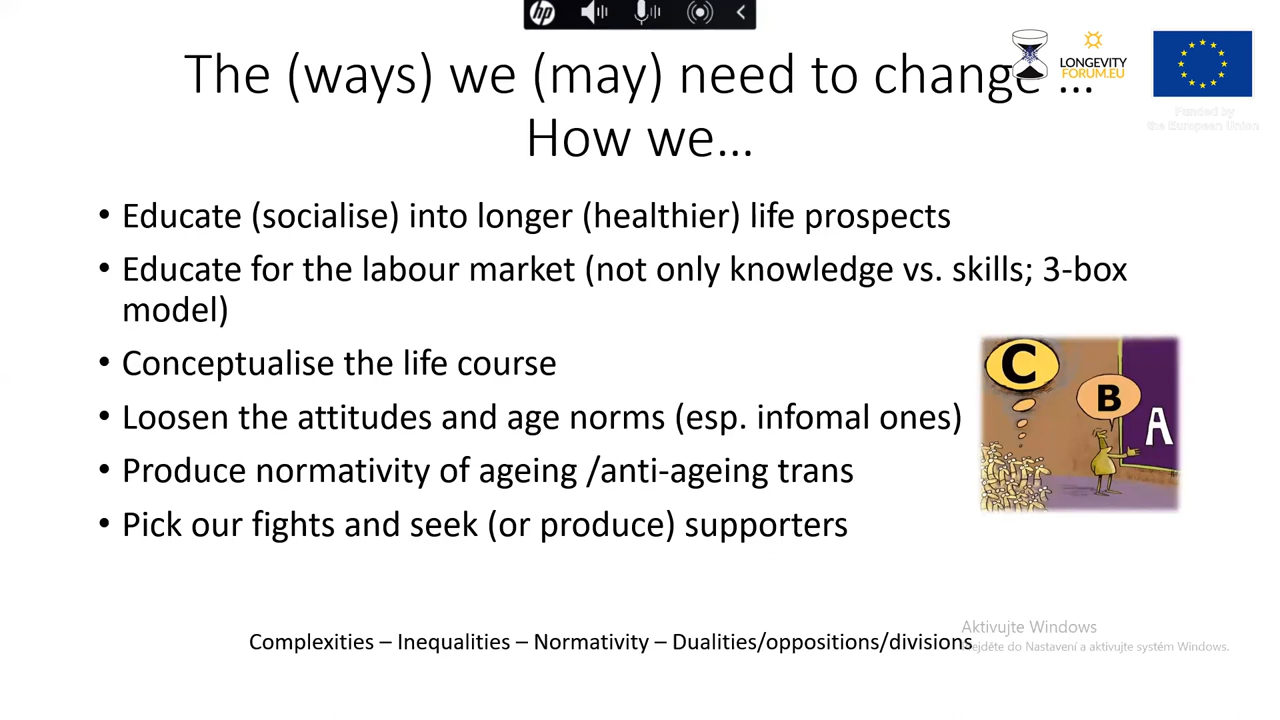 hp
The (ways) we (may) need to change …
How we…
LONGEVITY
FORUM.EU
Funded by
the European Union
• Educate (socialise) into longer (healthier) life prospects
• Educate for the labour market (not only knowledge vs. skills; 3-box
model)
• Conceptualise the life course
• Loosen the attitudes and age norms (esp. infomal ones)
• Produce normativity of ageing /anti-ageing trans
• Pick our fights and seek (or produce) supporters
C
B
A
Complexities – Inequalities – Normativity – Dualities/oppositions/divisions
Aktivujte Windows
Přejděte do Nastavení a aktivujte systém Windows.